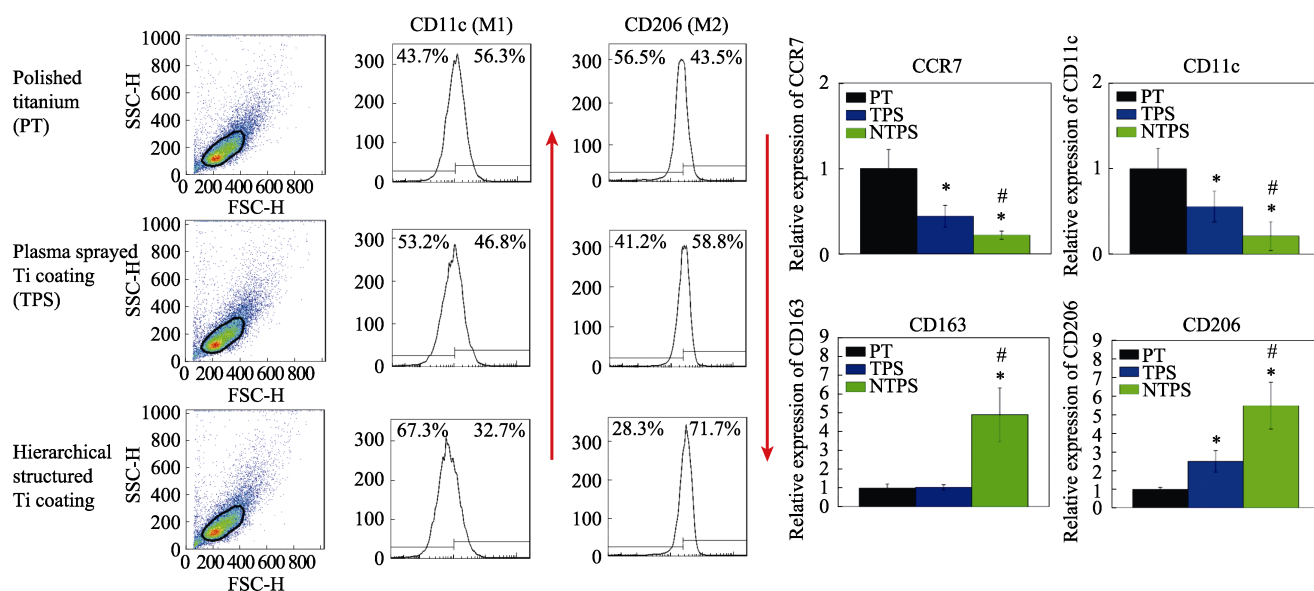 CD11c (M1)
CD206 (M2)
Polished
titanium
(PT)
SSC-H
1000
800
600
400
200
0
0 200 400 600 800
FSC-H
43.7% 56.3%
300
200
100
0
56.5% 43.5%
300
200
100
0
Plasma sprayed
Ti coating
(TPS)
SSC-H
1000
800
600
400
200
0
0 200 400 600 800
FSC-H
53.2% 46.8%
300
200
100
0
41.2% 58.8%
300
200
100
0
Hierarchical
structured
Ti coating
SSC-H
1000
800
600
400
200
0
0 200 400 600 800
FSC-H
67.3% 32.7%
300
200
100
0
28.3% 71.7%
300
200
100
0
CCR7
Relative expression of CCR7
2
1
0
PT
TPS
NTPS
*
#
*
CD11c
Relative expression of CD11c
2
1
0
PT
TPS
NTPS
*
#
*
CD163
Relative expression of CD163
9
8
7
6
5
4
3
2
1
0
PT
TPS
NTPS
#
*
CD206
Relative expression of CD206
9
8
7
6
5
4
3
2
1
0
PT
TPS
NTPS
*
#
*